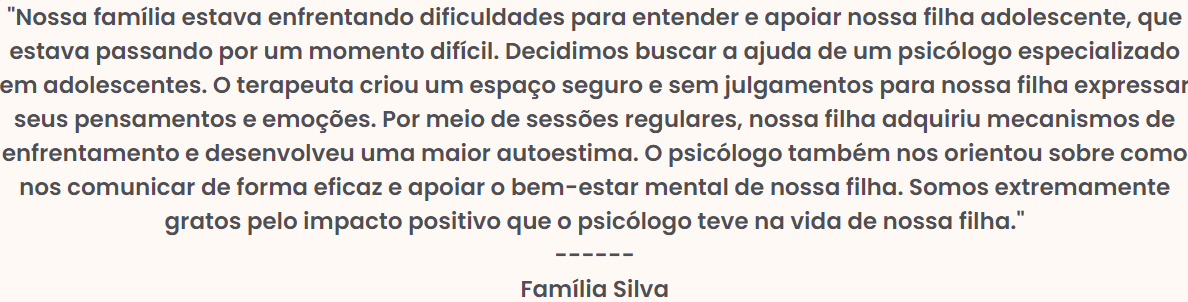 "Nossa família estava enfrentando dificuldades para entender e apoiar nossa filha adolescente, que
estava passando por um momento difícil. Decidimos buscar a ajuda de um psicólogo especializado
em adolescentes. O terapeuta criou um espaço seguro e sem julgamentos para nossa filha expressar
seus pensamentos e emoções. Por meio de sessões regulares, nossa filha adquiriu mecanismos de
enfrentamento e desenvolveu uma maior autoestima. O psicólogo também nos orientou sobre como
nos comunicar de forma eficaz e apoiar o bem-estar mental de nossa filha. Somos extremamente
gratos pelo impacto positivo que o psicólogo teve na vida de nossa filha."
------
Família Silva